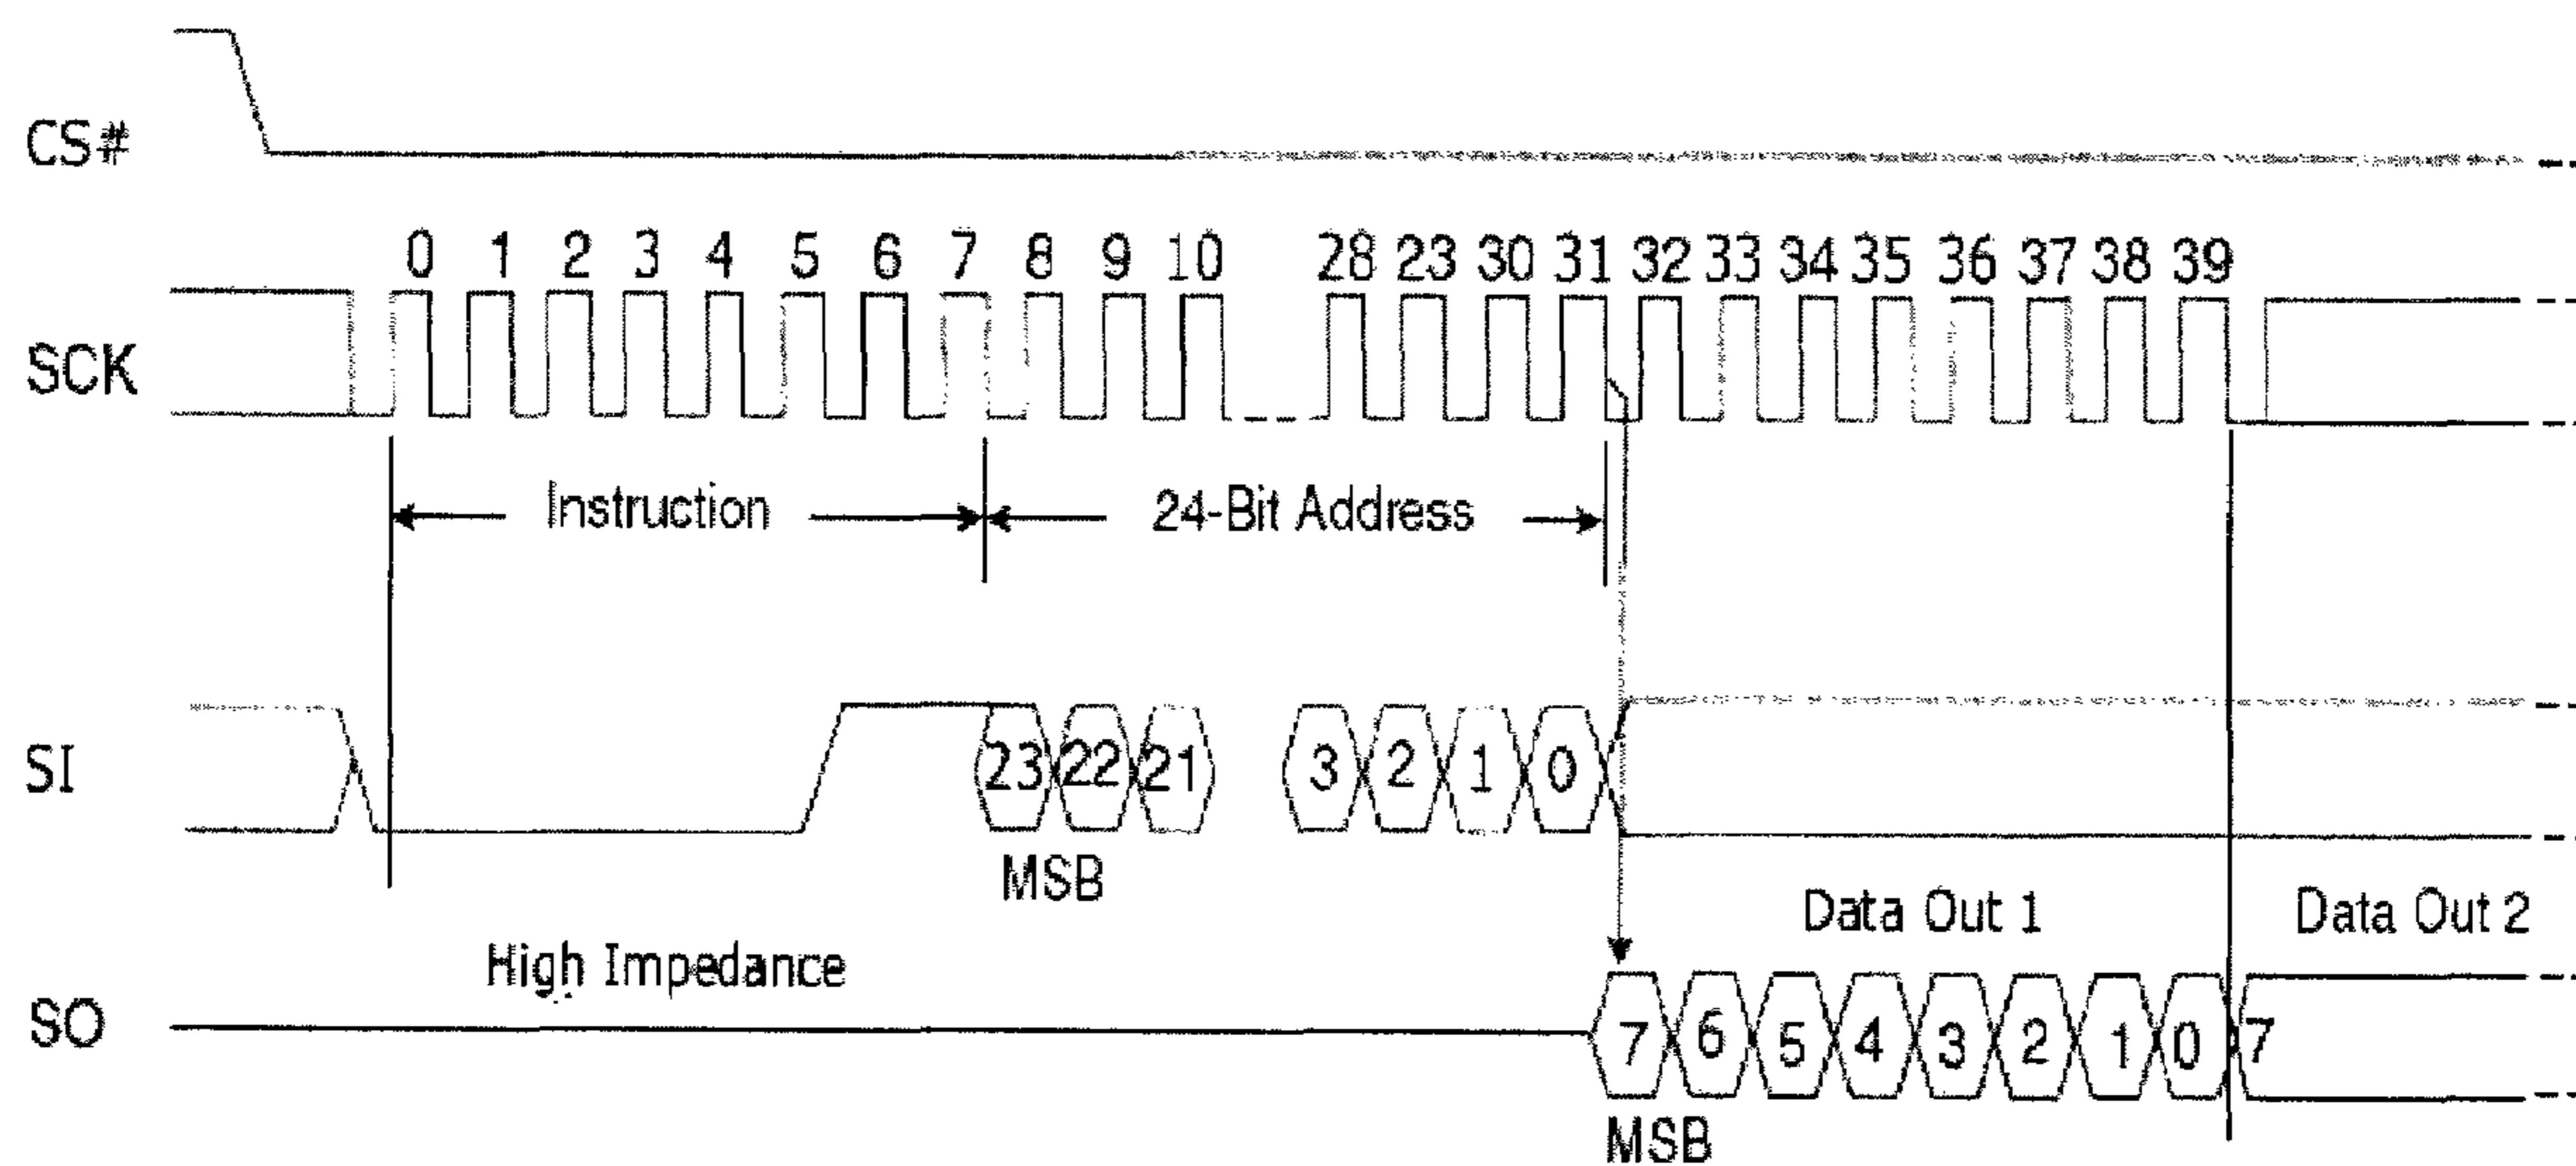 CS#
0 1 2 3 4 5 6 7 8 9 10 28 23 30 31 32 33 34 35 36 37 38 39
SCK
Instruction 24-Bit Address
SI 23 22 21 3 2 1 0
MSB
Data Out 1 Data Out 2
High Impedance
SO 7 6 5 4 3 2 1 0 7
MSB